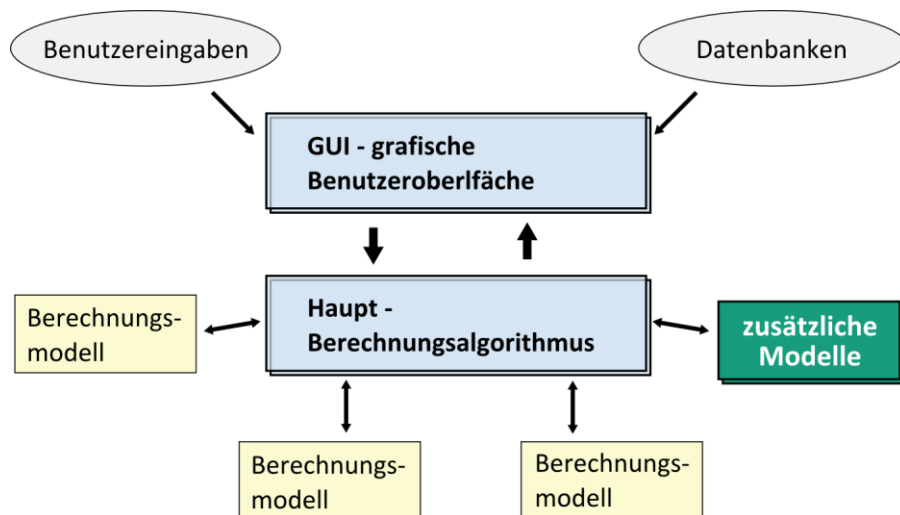 Benutzereingaben
Datenbanken
GUI - grafische
Benutzeroberlfäche
Haupt -
Berechnungsalgorithmus
Berechnungs-
modell
zusätzliche
Modelle
Berechnungs-
modell
Berechnungs-
modell